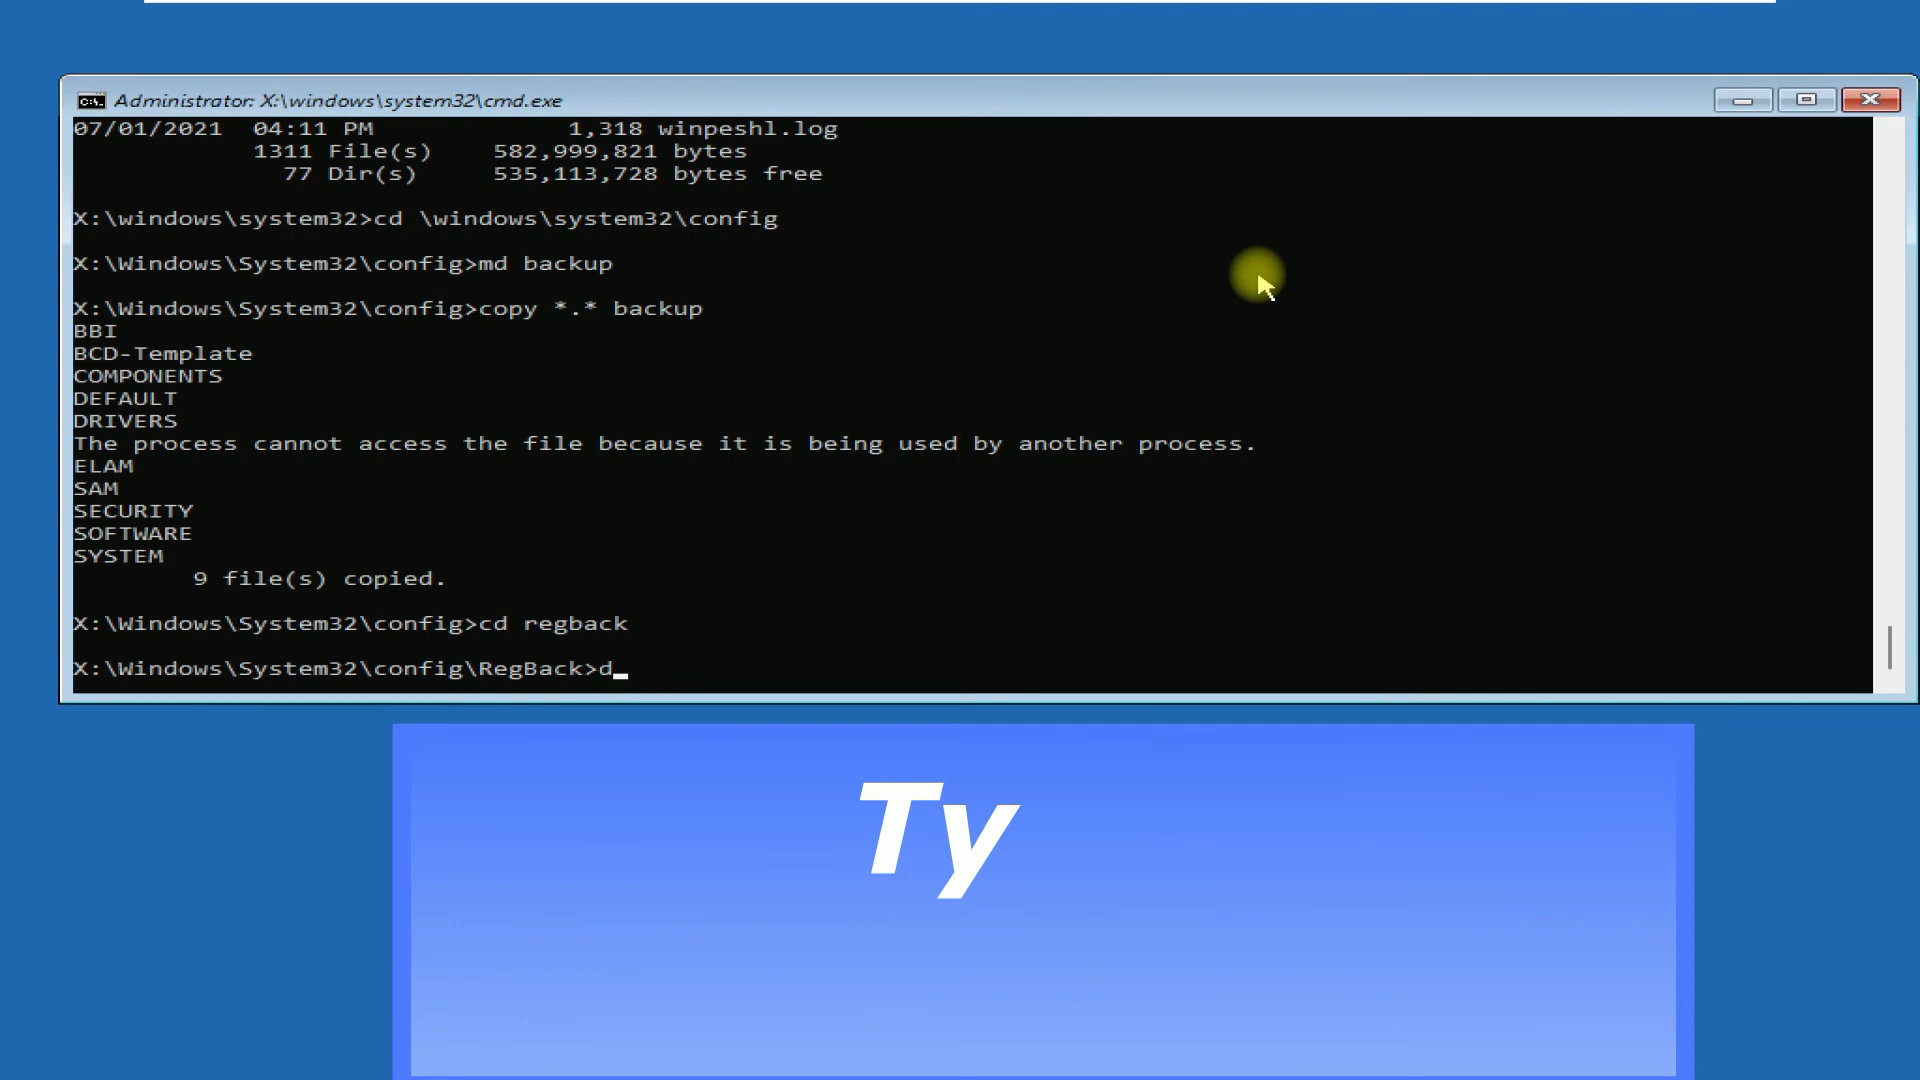 Administrator: X:\windows\system32\cmd.exe
07/01/2021  04:11 PM             1,318 winpeshl.log
            1311 File(s)    582,999,821 bytes
              77 Dir(s)     535,113,728 bytes free
X:\windows\system32>cd \windows\system32\config
X:\Windows\System32\config>md backup
X:\Windows\System32\config>copy *.* backup
BBI
BCD-Template
COMPONENTS
DEFAULT
DRIVERS
The process cannot access the file because it is being used by another process.
ELAM
SAM
SECURITY
SOFTWARE
SYSTEM
        9 file(s) copied.
X:\Windows\System32\config>cd regback
X:\Windows\System32\config\RegBack>d_
Ty